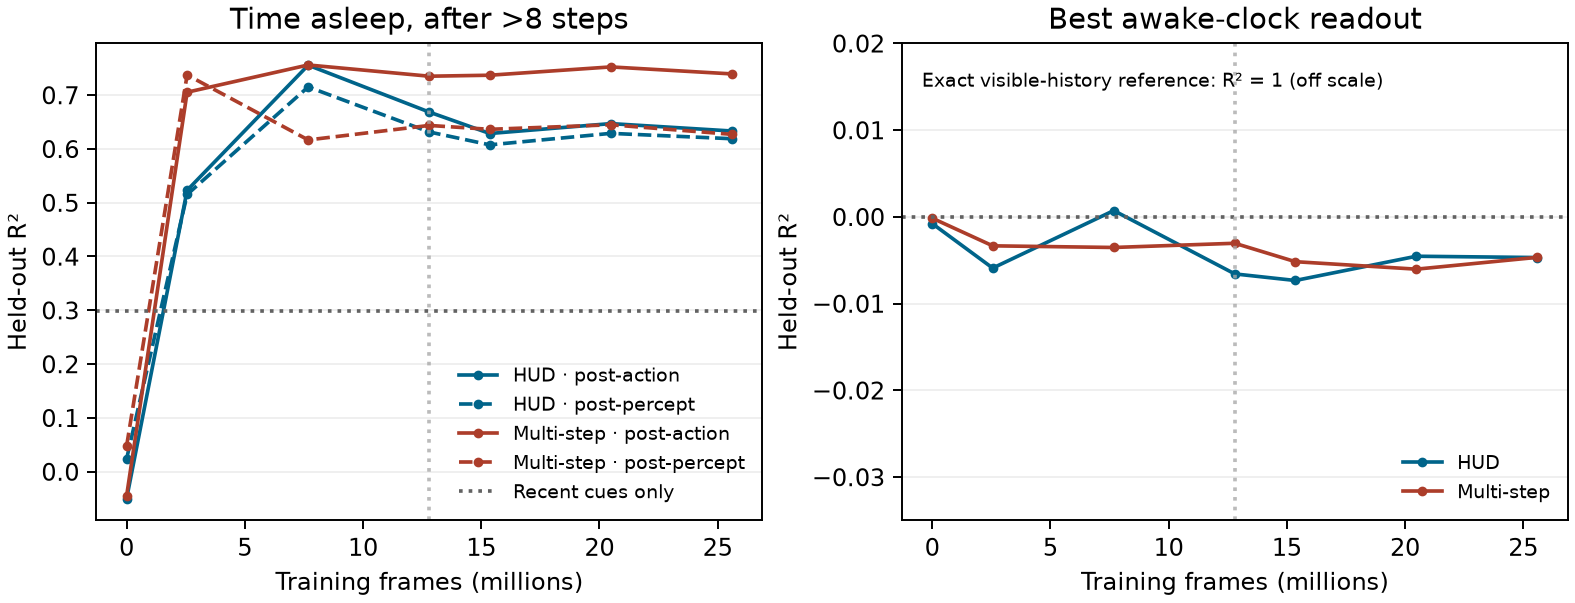 Time asleep, after >8 steps
Held-out R²
0.7
0.6
0.5
0.4
0.3
0.2
0.1
0.0
HUD · post-action
HUD · post-percept
Multi-step · post-action
Multi-step · post-percept
Recent cues only
0 5 10 15 20 25
Training frames (millions)
Best awake-clock readout
Held-out R²
0.02
0.01
0.00
−0.01
−0.02
−0.03
Exact visible-history reference: R² = 1 (off scale)
HUD
Multi-step
0 5 10 15 20 25
Training frames (millions)